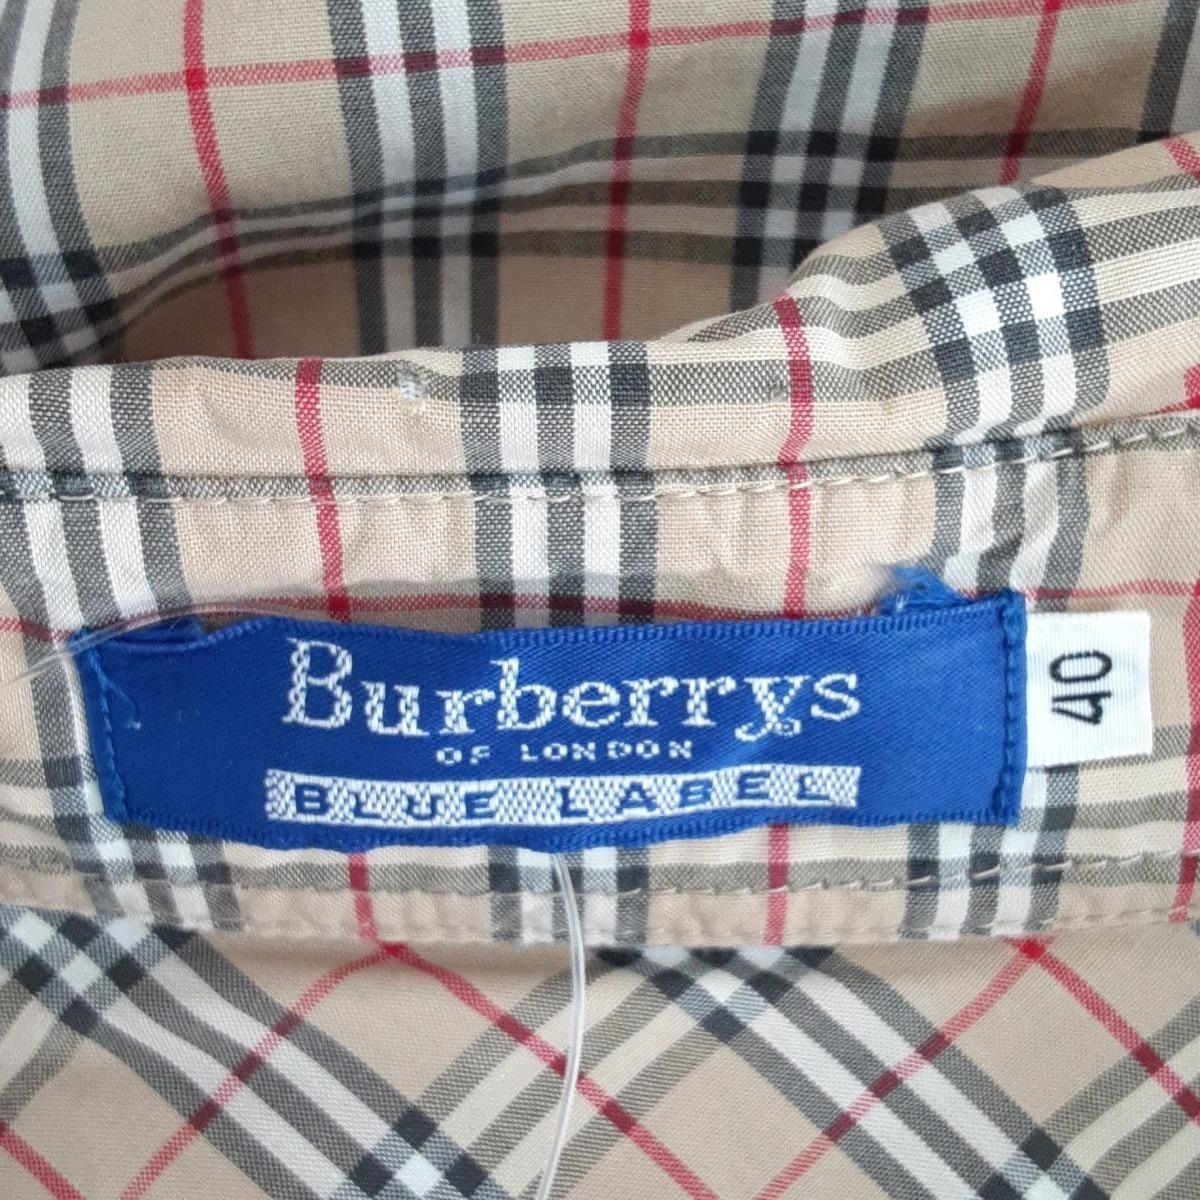 Burberrys
OF LONDON
BLUE LABEL
40